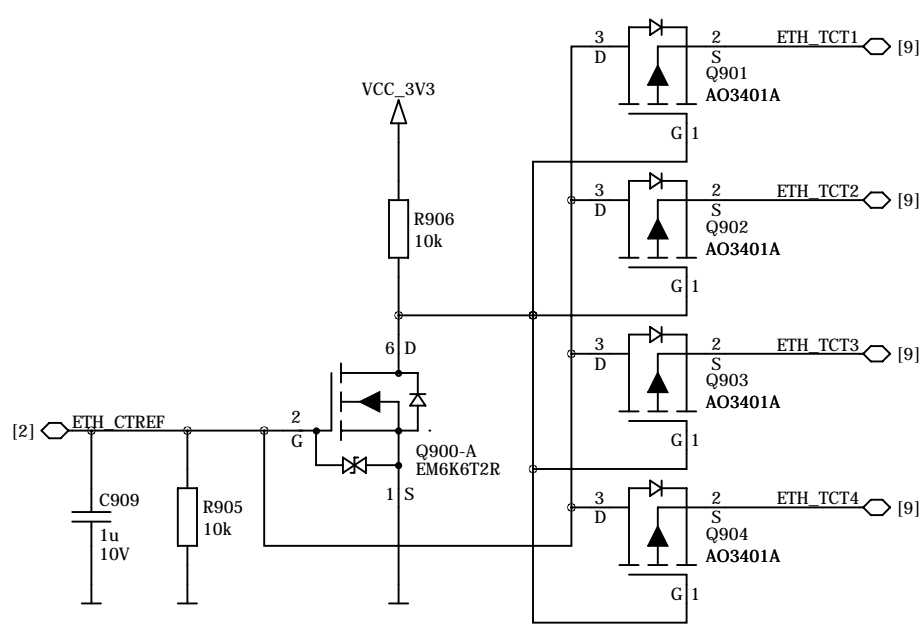 3 2 ETH_TCT1 [9]
D S
Q901
AO3401A
G 1
VCC_3V3
3 2 ETH_TCT2 [9]
D S
R906
10k
Q902
AO3401A
G 1
6 D
3 2 ETH_TCT3 [9]
D S
Q903
AO3401A
[2] ETH_CTREF 2
G
G 1
Q900-A
EM6K6T2R
1 S
C909
1u
10V
R905
10k
3 2 ETH_TCT4 [9]
D S
Q904
AO3401A
G 1